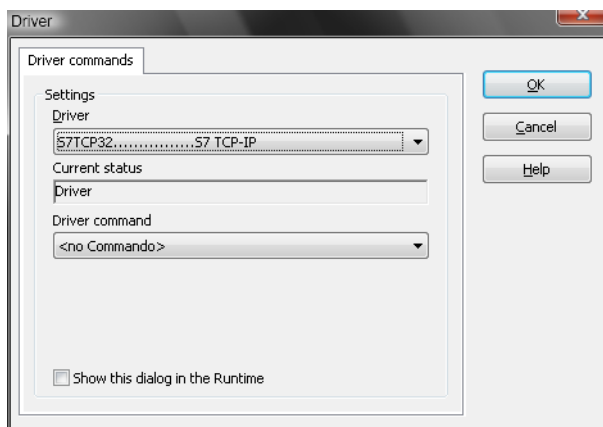 Driver
Driver commands
Settings
Driver
S7TCP32................S7 TCP-IP
Current status
Driver
Driver command
<no Commando>
Show this dialog in the Runtime
OK
Cancel
Help